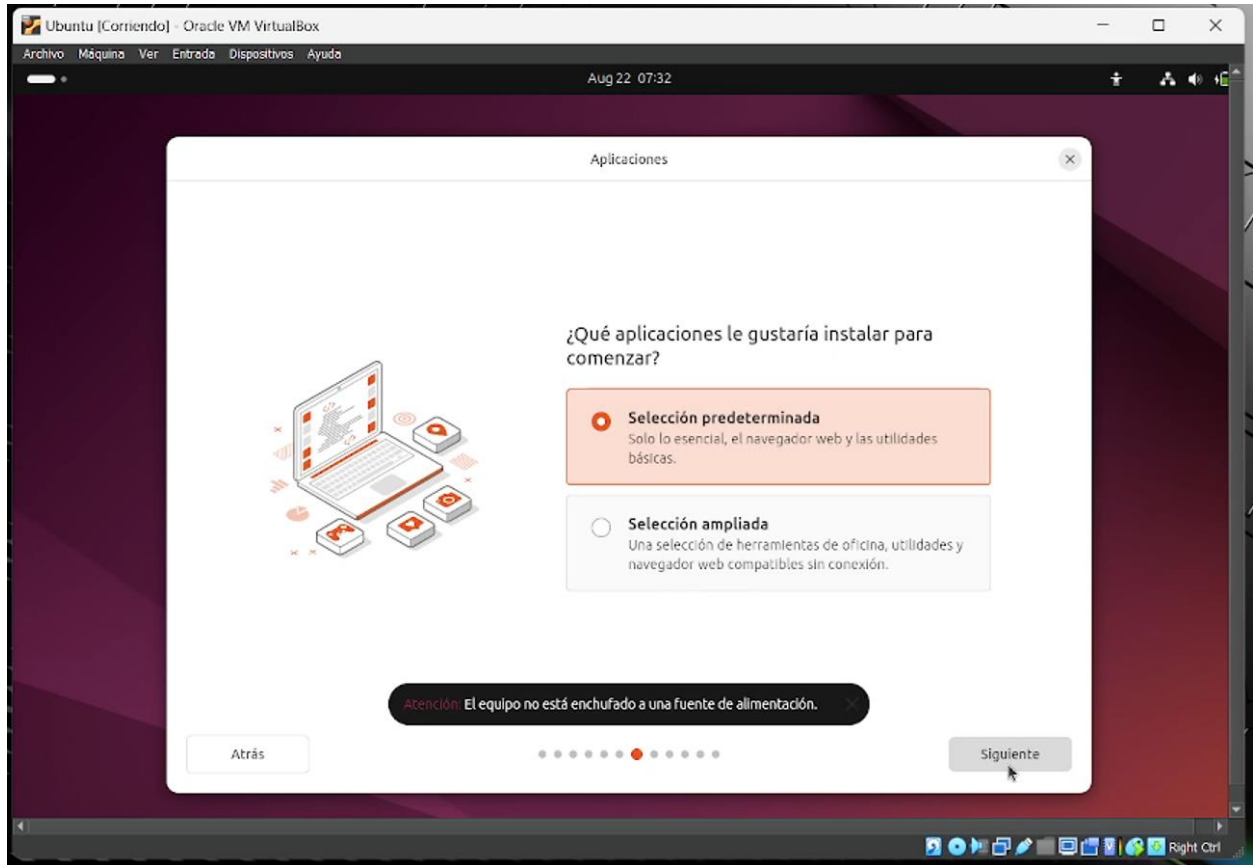 Ubuntu [Corriendo] - Oracle VM VirtualBox
Archivo Máquina Ver Entrada Dispositivos Ayuda
Aug 22 07:32
Aplicaciones
¿Qué aplicaciones le gustaría instalar para
comenzar?
Selección predeterminada
Solo lo esencial, el navegador web y las utilidades
básicas.
Selección ampliada
Una selección de herramientas de oficina, utilidades y
navegador web compatibles sin conexión.
Atención: El equipo no está enchufado a una fuente de alimentación.
Atrás
Siguiente
Right Ctrl